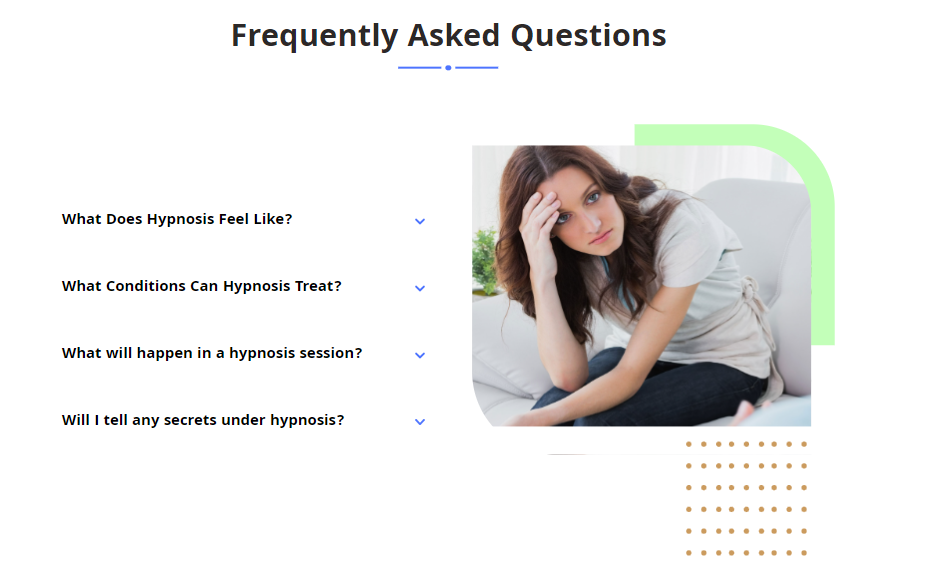 Frequently Asked Questions
What Does Hypnosis Feel Like?
What Conditions Can Hypnosis Treat?
What will happen in a hypnosis session?
Will I tell any secrets under hypnosis?